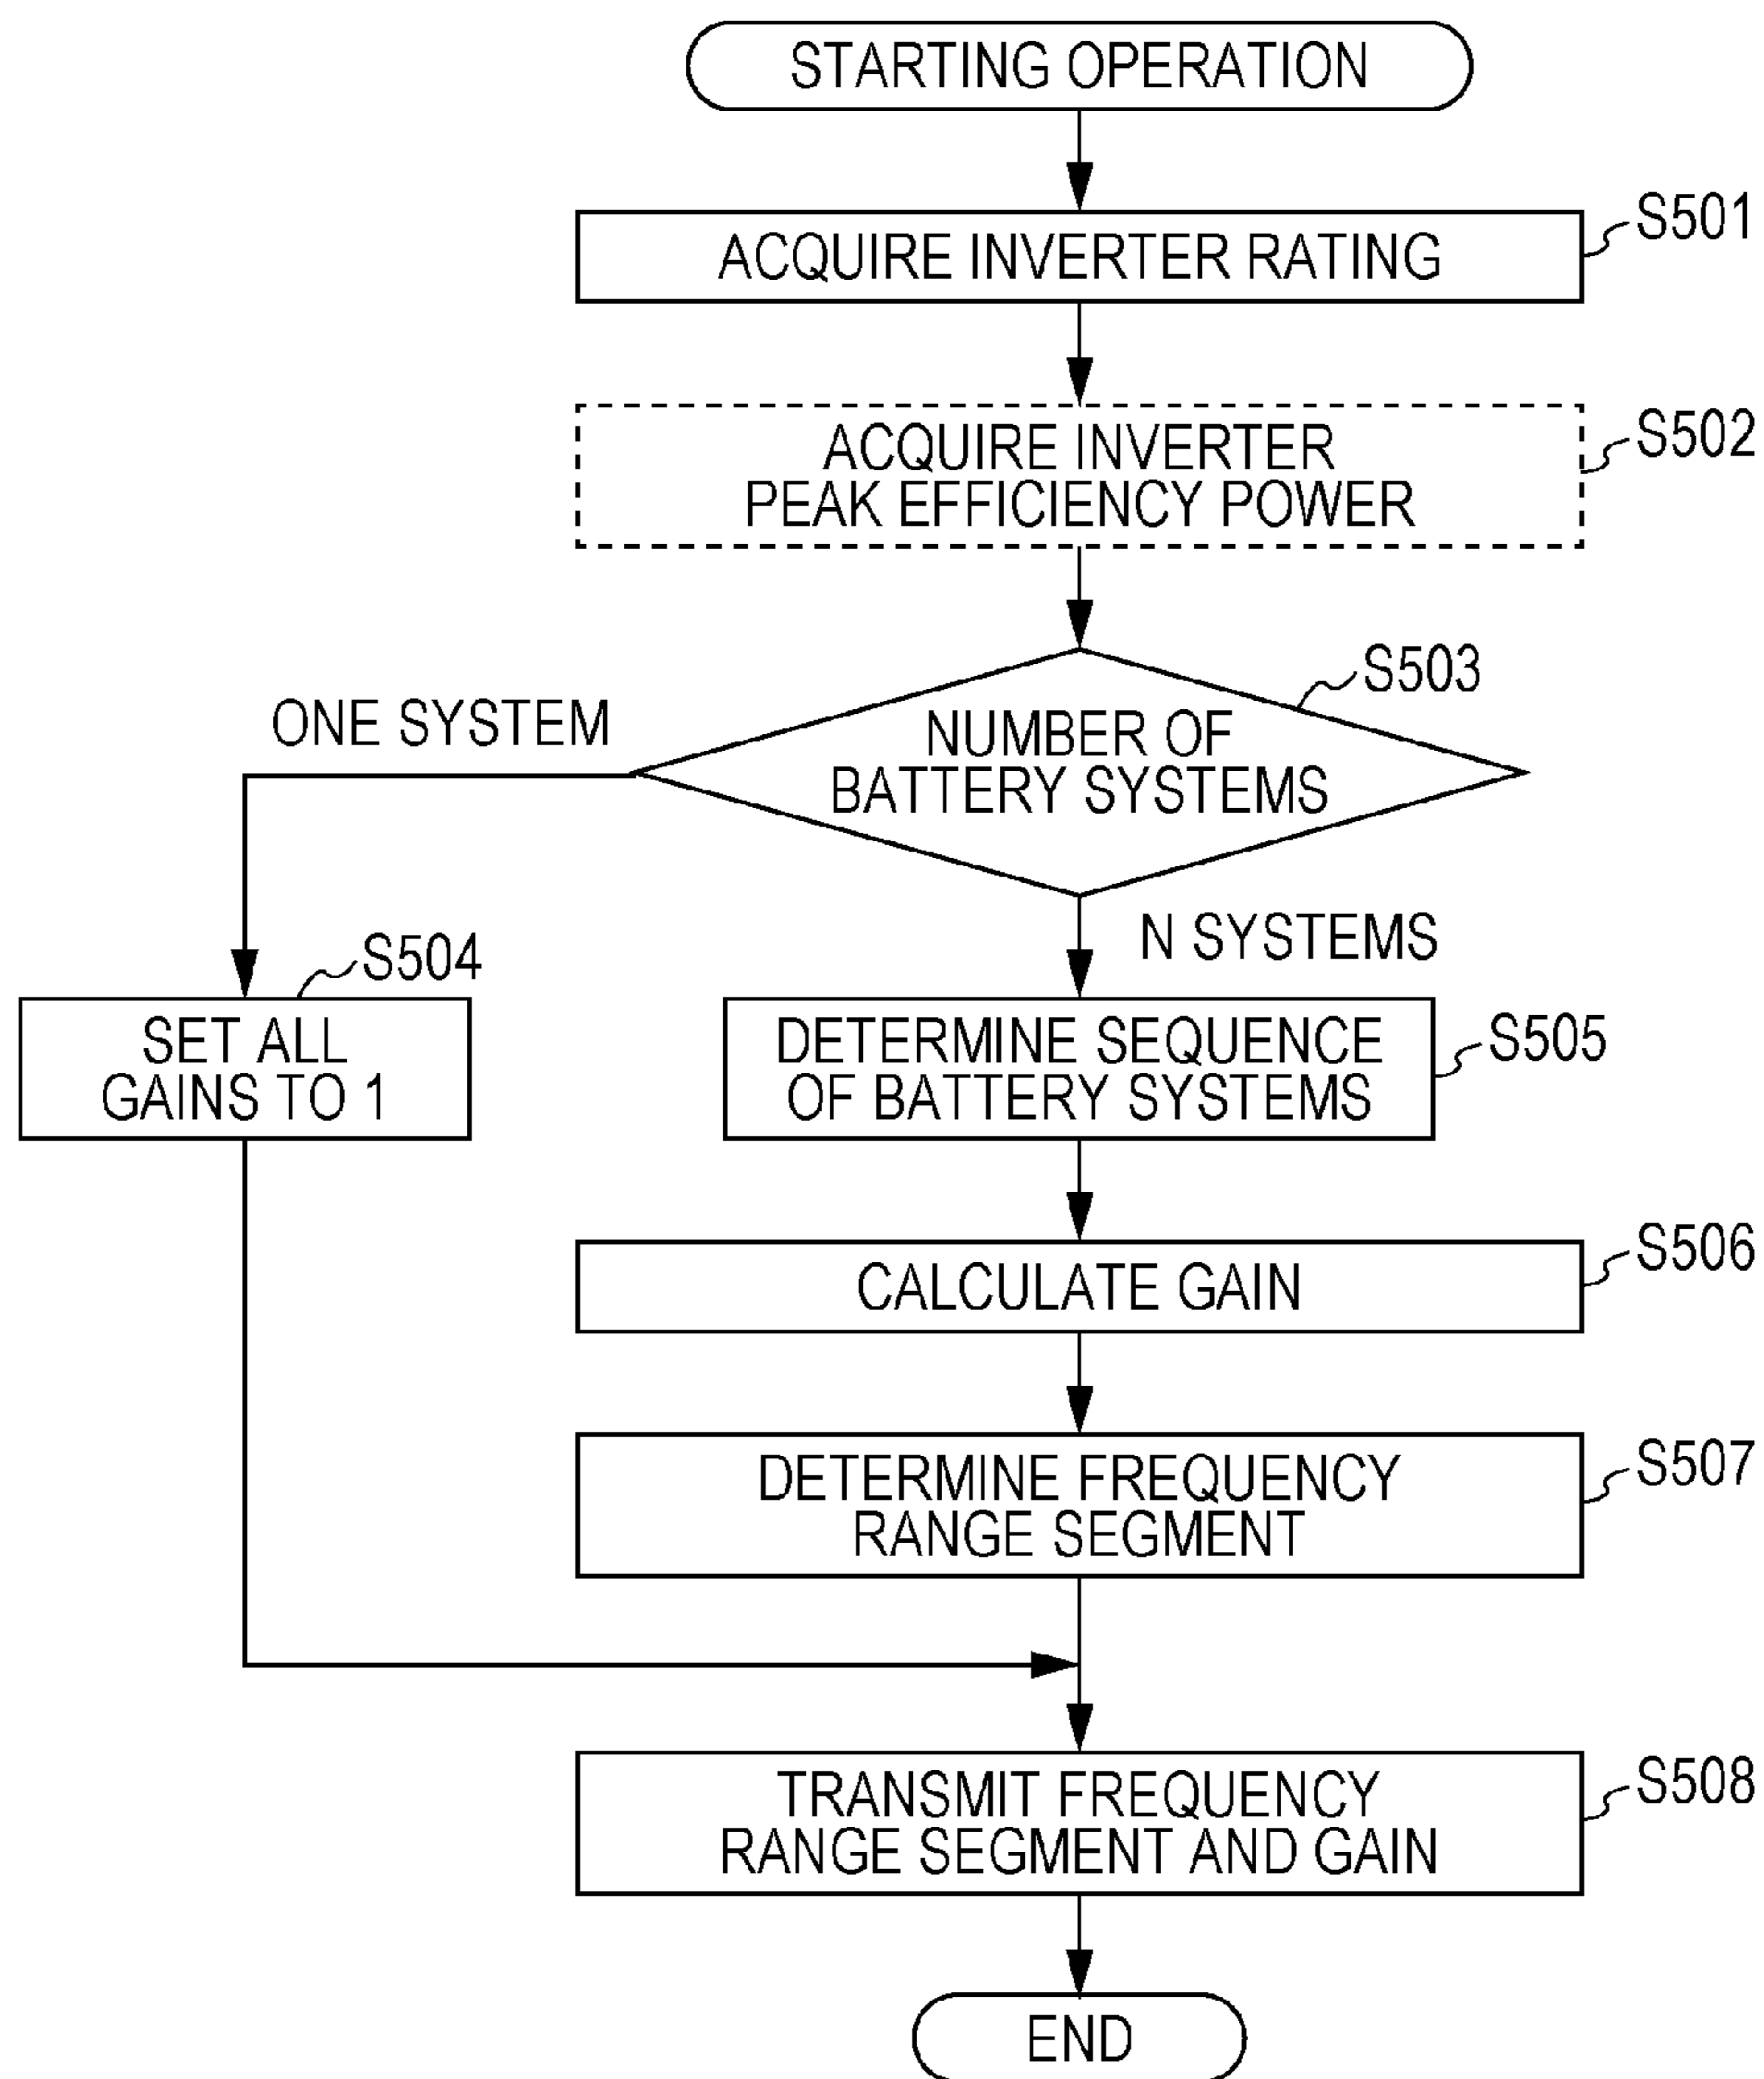 STARTING OPERATION
S501
ACQUIRE INVERTER RATING
S502
ACQUIRE INVERTER
PEAK EFFICIENCY POWER
S503
ONE SYSTEM
NUMBER OF
BATTERY SYSTEMS
N SYSTEMS
S504
SET ALL
GAINS TO 1
S505
DETERMINE SEQUENCE
OF BATTERY SYSTEMS
S506
CALCULATE GAIN
S507
DETERMINE FREQUENCY
RANGE SEGMENT
S508
TRANSMIT FREQUENCY
RANGE SEGMENT AND GAIN
END